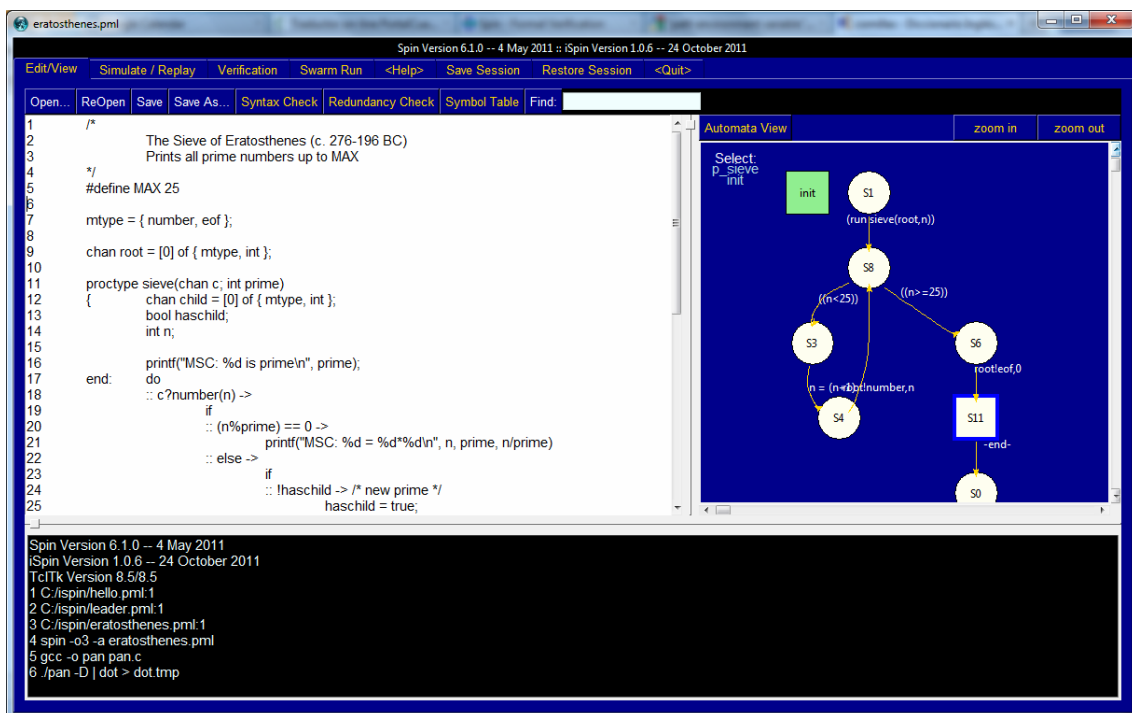 eratosthenes.pml
Spin Version 6.1.0 -- 4 May 2011 :: iSpin Version 1.0.6 -- 24 October 2011
Edit/View Simulate / Replay Verification Swarm Run <Help> Save Session Restore Session <Quit>
Open... ReOpen Save Save As... Syntax Check Redundancy Check Symbol Table Find:
1 /*
2 The Sieve of Eratosthenes (c. 276-196 BC)
3 Prints all prime numbers up to MAX
4 */
5 #define MAX 25
6
7 mtype = { number, eof };
8
9 chan root = [0] of { mtype, int };
10
11 proctype sieve(chan c; int prime)
12 { chan child = [0] of { mtype, int };
13 bool haschild;
14 int n;
15
16 printf("MSC: %d is prime\n", prime);
17 end: do
18 :: c?number(n) ->
19 if
20 :: (n%prime) == 0 ->
21 printf("MSC: %d = %d*%d\n", n, prime, n/prime)
22 :: else ->
23 if
24 :: !haschild -> /* new prime */
25 haschild = true;
Automata View zoom in zoom out
Select:
p_sieve
init
init
S1
(run sieve(root,n))
S8
((n<25))
((n>=25))
S3
S6
root!eof,0
n = (n+1)
root!number,n
S4
S11
-end-
S0
Spin Version 6.1.0 -- 4 May 2011
iSpin Version 1.0.6 -- 24 October 2011
TclTk Version 8.5/8.5
1 C:/ispin/hello.pml:1
2 C:/ispin/leader.pml:1
3 C:/ispin/eratosthenes.pml:1
4 spin -o3 -a eratosthenes.pml
5 gcc -o pan pan.c
6 ./pan -D | dot > dot.tmp